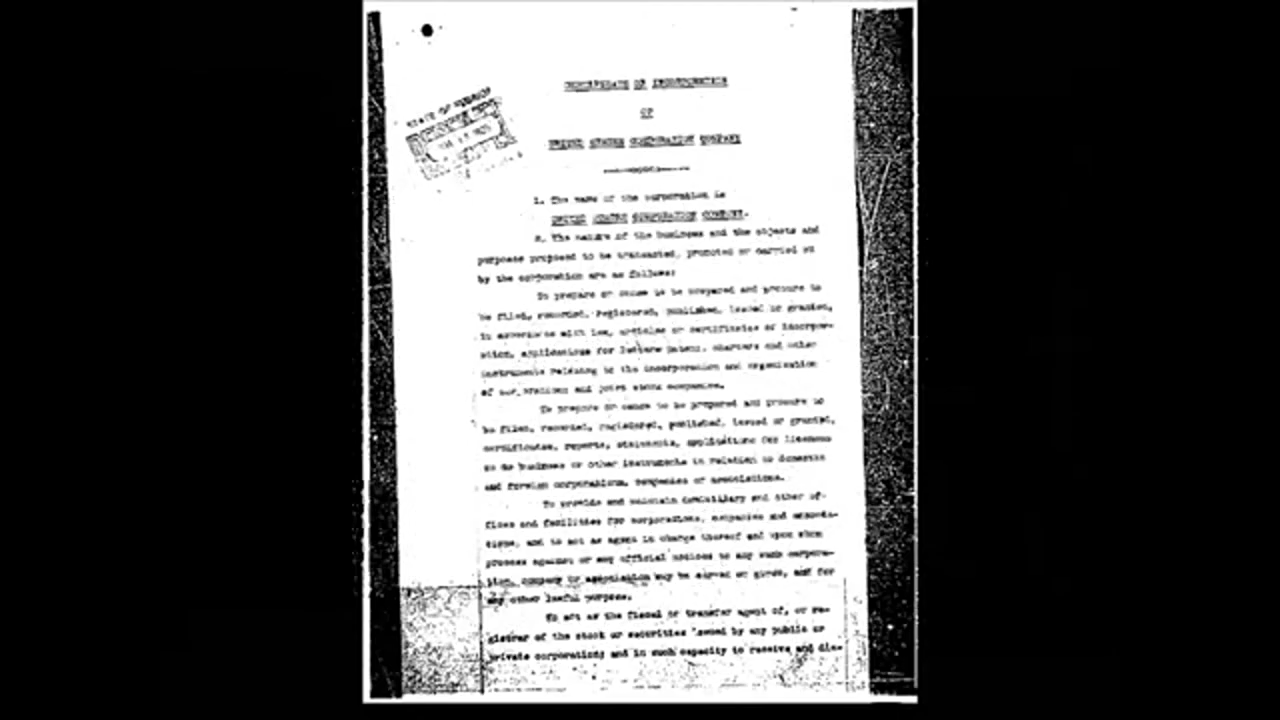 CERTIFICATE OF INCORPORATION
OF
UNITED STATES CORPORATION COMPANY
STATE OF
1. The name of the corporation is
UNITED STATES CORPORATION COMPANY.
2. The nature of the business and the objects and
purposes proposed to be transacted, promoted or carried on
by the corporation are as follows:
To prepare or cause to be prepared and procure to
be filed, recorded, registered, published, issued or granted,
in accordance with law, articles or certificates of incorpor-
ation, applications for letters patent, charters and other
instruments relating to the incorporation and organization
of corporations and joint stock companies.
To prepare or cause to be prepared and procure to
be filed, recorded, registered, published, issued or granted,
certificates, reports, statements, applications for licenses
to do business or other instruments in relation to domestic
and foreign corporations, companies or associations.
To provide and maintain domiciliary and other of-
fices and facilities for corporations, companies and associa-
tions, and to act as agent in charge thereof and upon whom
process against or any official notices to any such corpora-
tion, company or association may be served or given, and for
any other lawful purpose.
To act as the fiscal or transfer agent of, or re-
gistrar of the stock or securities issued by any public or
private corporation; and in such capacity to receive and dis-